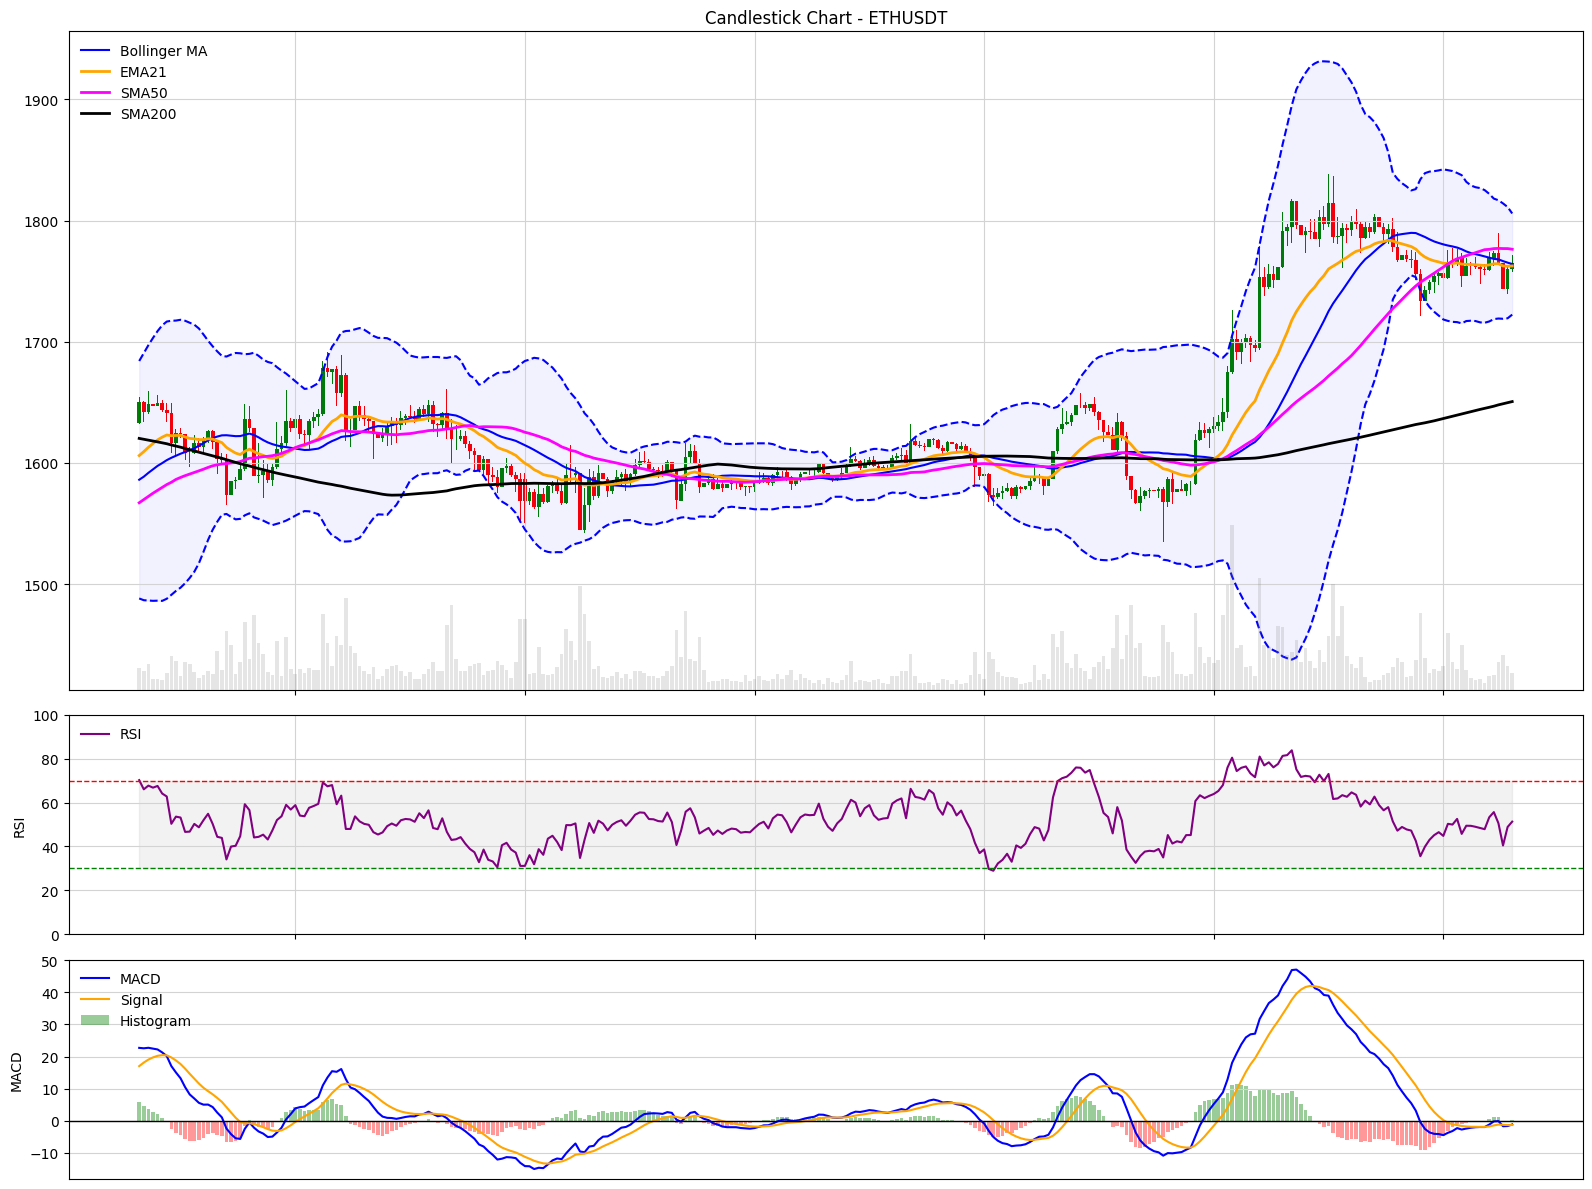 Candlestick Chart - ETHUSDT
Bollinger MA
EMA21
SMA50
SMA200
1900
1800
1700
1600
1500
RSI
100
80
60
40
20
0
RSI
MACD
Signal
Histogram
50
40
30
20
10
0
−10
MACD